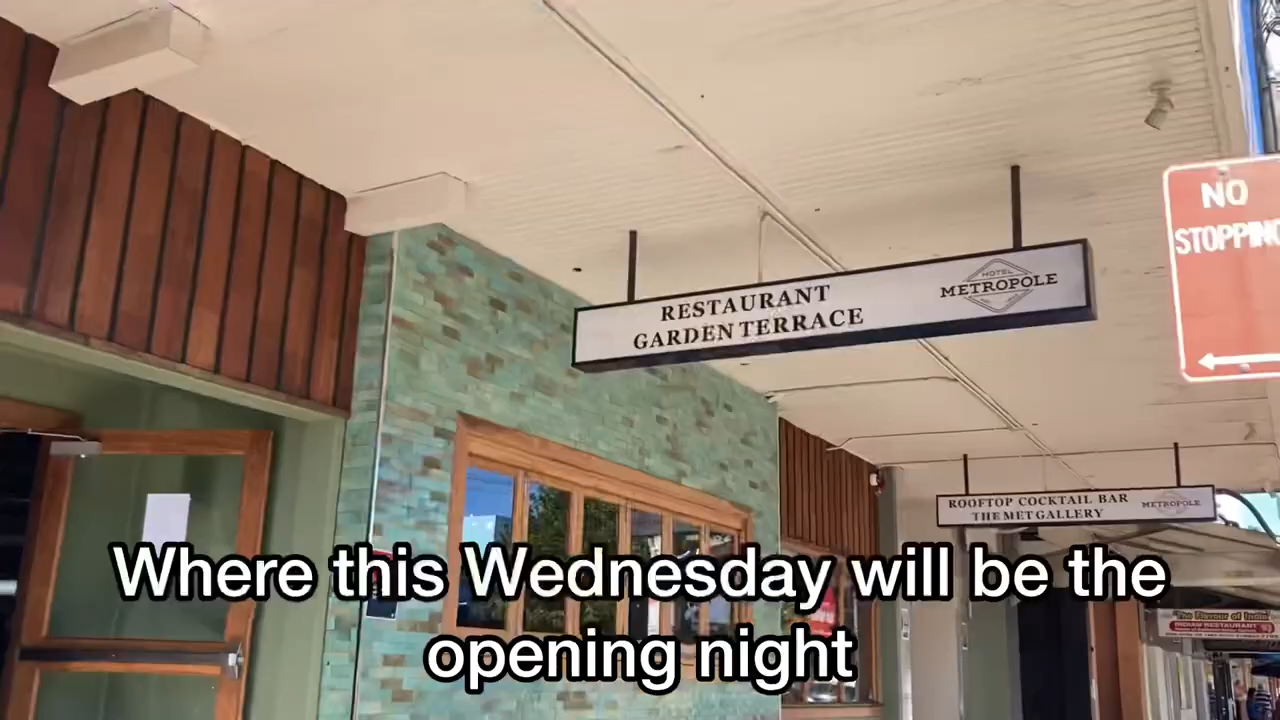 RESTAURANT
GARDEN TERRACE
HOTEL
METROPOLE
NO
STOPPING
ROOFTOP COCKTAIL BAR
THE MET GALLERY
METROPOLE
The Flavour of India
INDIAN RESTAURANT
Where this Wednesday will be the
opening night